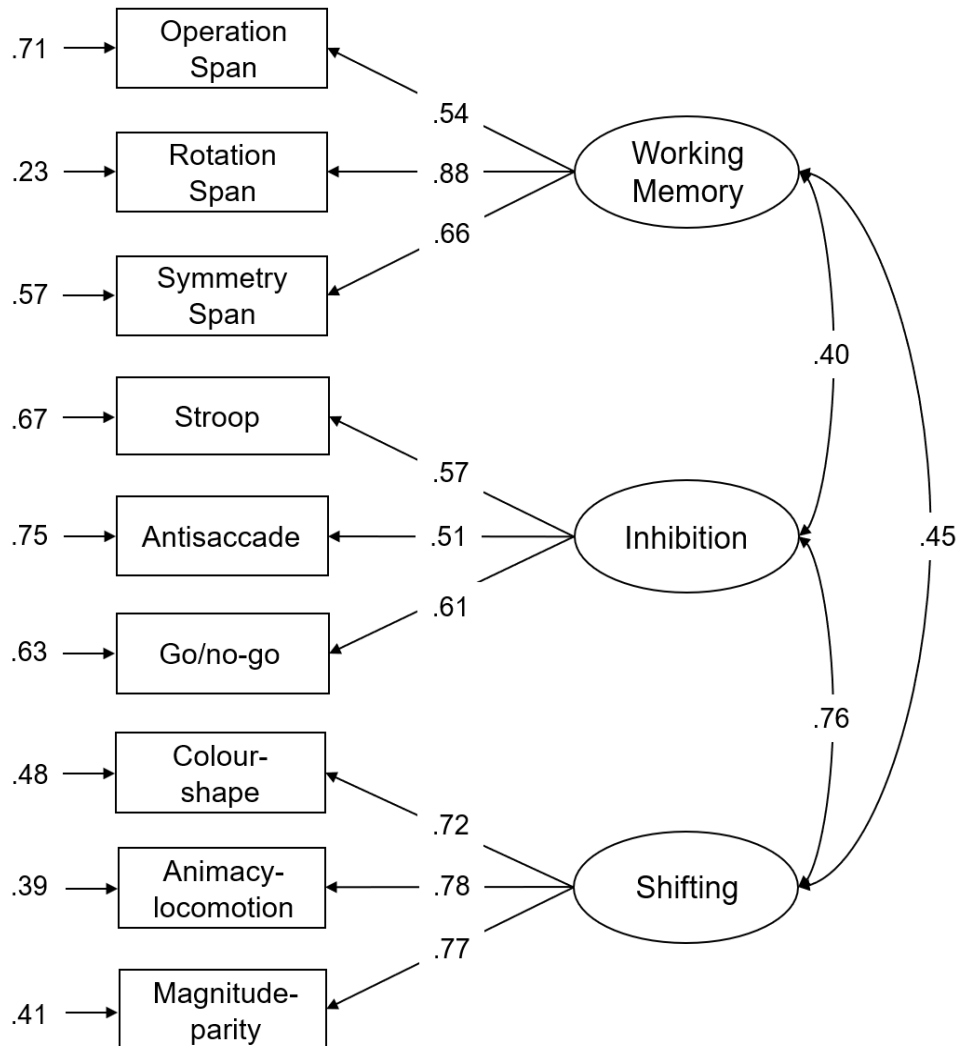 .71
Operation
Span
.54
.23
Rotation
Span
.88
Working
Memory
.66
.57
Symmetry
Span
.40
.67
Stroop
.57
.75
Antisaccade
.51
Inhibition
.45
.61
.63
Go/no-go
.76
.48
Colour-
shape
.72
.39
Animacy-
locomotion
.78
Shifting
.77
.41
Magnitude-
parity